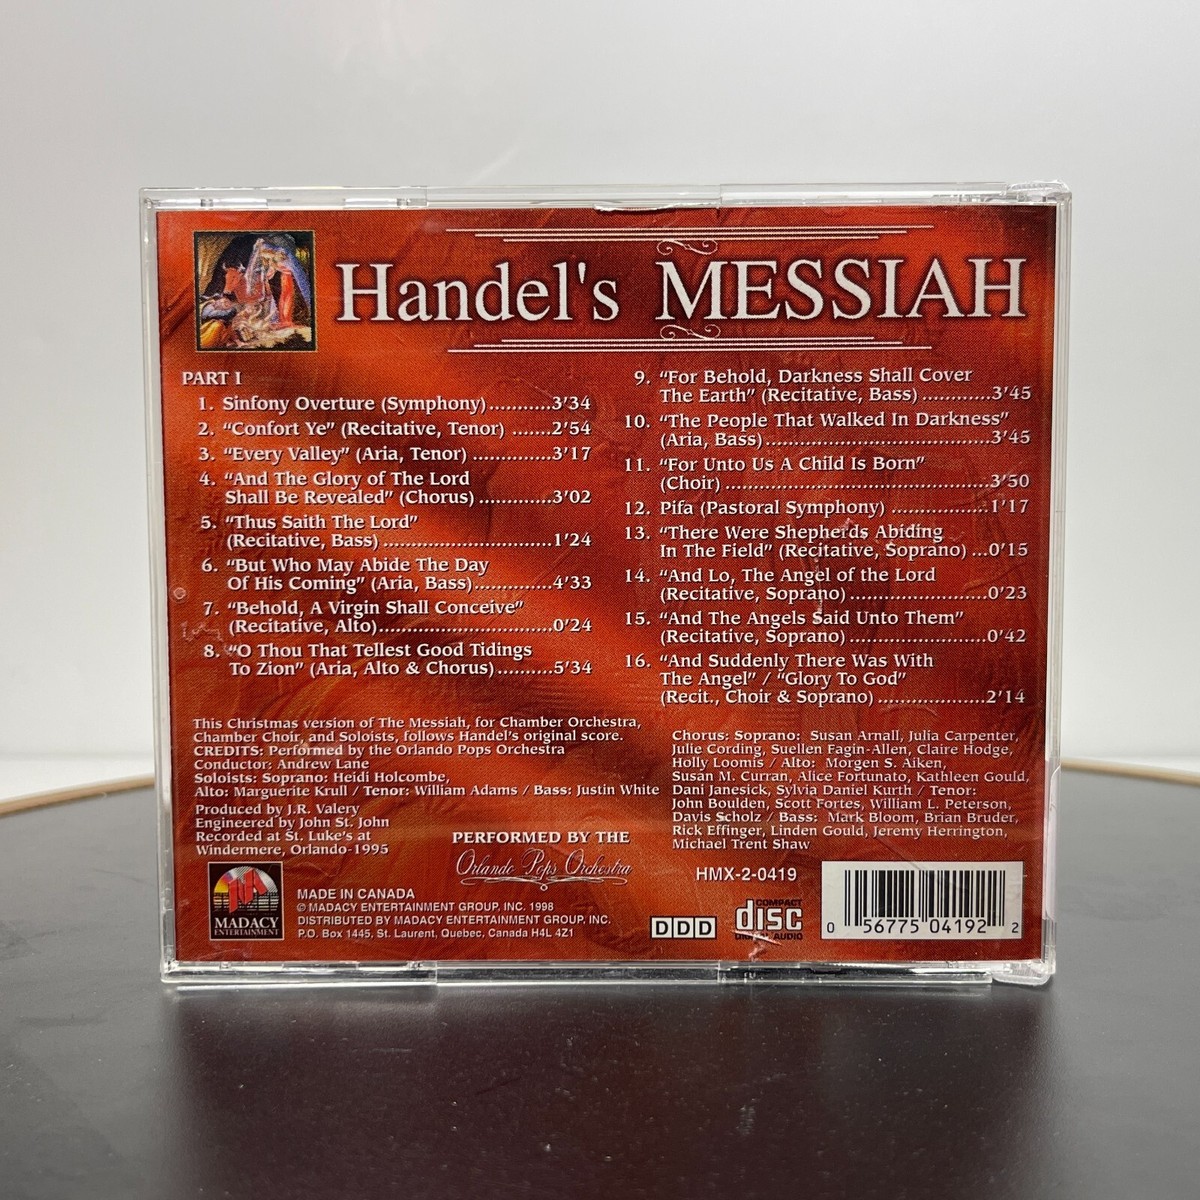 Handel's MESSIAH
PART I
1. Sinfony Overture (Symphony)............3'34
2. “Confort Ye” (Recitative, Tenor) .......2'54
3. “Every Valley” (Aria, Tenor) ..............3'17
4. “And The Glory of The Lord
Shall Be Revealed” (Chorus) .............3'02
5. “Thus Saith The Lord”
(Recitative, Bass) ..............................1'24
6. “But Who May Abide The Day
Of His Coming” (Aria, Bass)..............4'33
7. “Behold, A Virgin Shall Conceive”
(Recitative, Alto)...............................0'24
8. “O Thou That Tellest Good Tidings
To Zion” (Aria, Alto & Chorus)..........5'34
9. “For Behold, Darkness Shall Cover
The Earth” (Recitative, Bass) ............3'45
10. “The People That Walked In Darkness”
(Aria, Bass)........................................3'45
11. “For Unto Us A Child Is Born”
(Choir) ..............................................3'50
12. Pifa (Pastoral Symphony) .................1'17
13. “There Were Shepherds Abiding
In The Field” (Recitative, Soprano) ...0'15
14. “And Lo, The Angel of the Lord
(Recitative, Soprano) ........................0'23
15. “And The Angels Said Unto Them”
(Recitative, Soprano) ........................0'42
16. “And Suddenly There Was With
The Angel” / “Glory To God”
(Recit., Choir & Soprano) ...................2'14
This Christmas version of The Messiah, for Chamber Orchestra,
Chamber Choir, and Soloists, follows Handel's original score.
CREDITS: Performed by the Orlando Pops Orchestra
Conductor: Andrew Lane
Soloists: Soprano: Heidi Holcombe,
Alto: Marguerite Krull / Tenor: William Adams / Bass: Justin White
Produced by J.R. Valery
Engineered by John St. John
Recorded at St. Luke's at
Windermere, Orlando-1995
PERFORMED BY THE
Orlando Pops Orchestra
Chorus: Soprano: Susan Arnall, Julia Carpenter,
Julie Cording, Suellen Fagin-Allen, Claire Hodge,
Holly Loomis / Alto: Morgen S. Aiken,
Susan M. Curran, Alice Fortunato, Kathleen Gould,
Dani Janesick, Sylvia Daniel Kurth / Tenor:
John Boulden, Scott Fortes, William L. Peterson,
Davis Scholz / Bass: Mark Bloom, Brian Bruder,
Rick Effinger, Linden Gould, Jeremy Herrington,
Michael Trent Shaw
HMX-2-0419
MADACY
ENTERTAINMENT
MADE IN CANADA
© MADACY ENTERTAINMENT GROUP, INC. 1998
DISTRIBUTED BY MADACY ENTERTAINMENT GROUP, INC.
P.O. Box 1445, St. Laurent, Quebec, Canada H4L 4Z1
DDD
COMPACT
disc
DIGITAL AUDIO
0 56775 04192 2